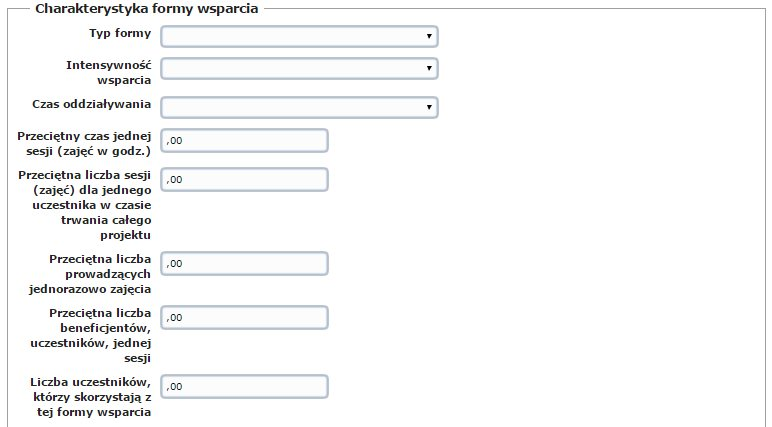 Charakterystyka formy wsparcia
Typ formy
Intensywność
wsparcia
Czas oddziaływania
Przeciętny czas jednej
sesji (zajęć w godz.)
,00
Przeciętna liczba sesji
(zajęć) dla jednego
uczestnika w czasie
trwania całego
projektu
,00
Przeciętna liczba
prowadzących
jednorazowo zajęcia
,00
Przeciętna liczba
beneficjentów,
uczestników, jednej
sesji
,00
Liczba uczestników,
którzy skorzystają z
tej formy wsparcia
,00